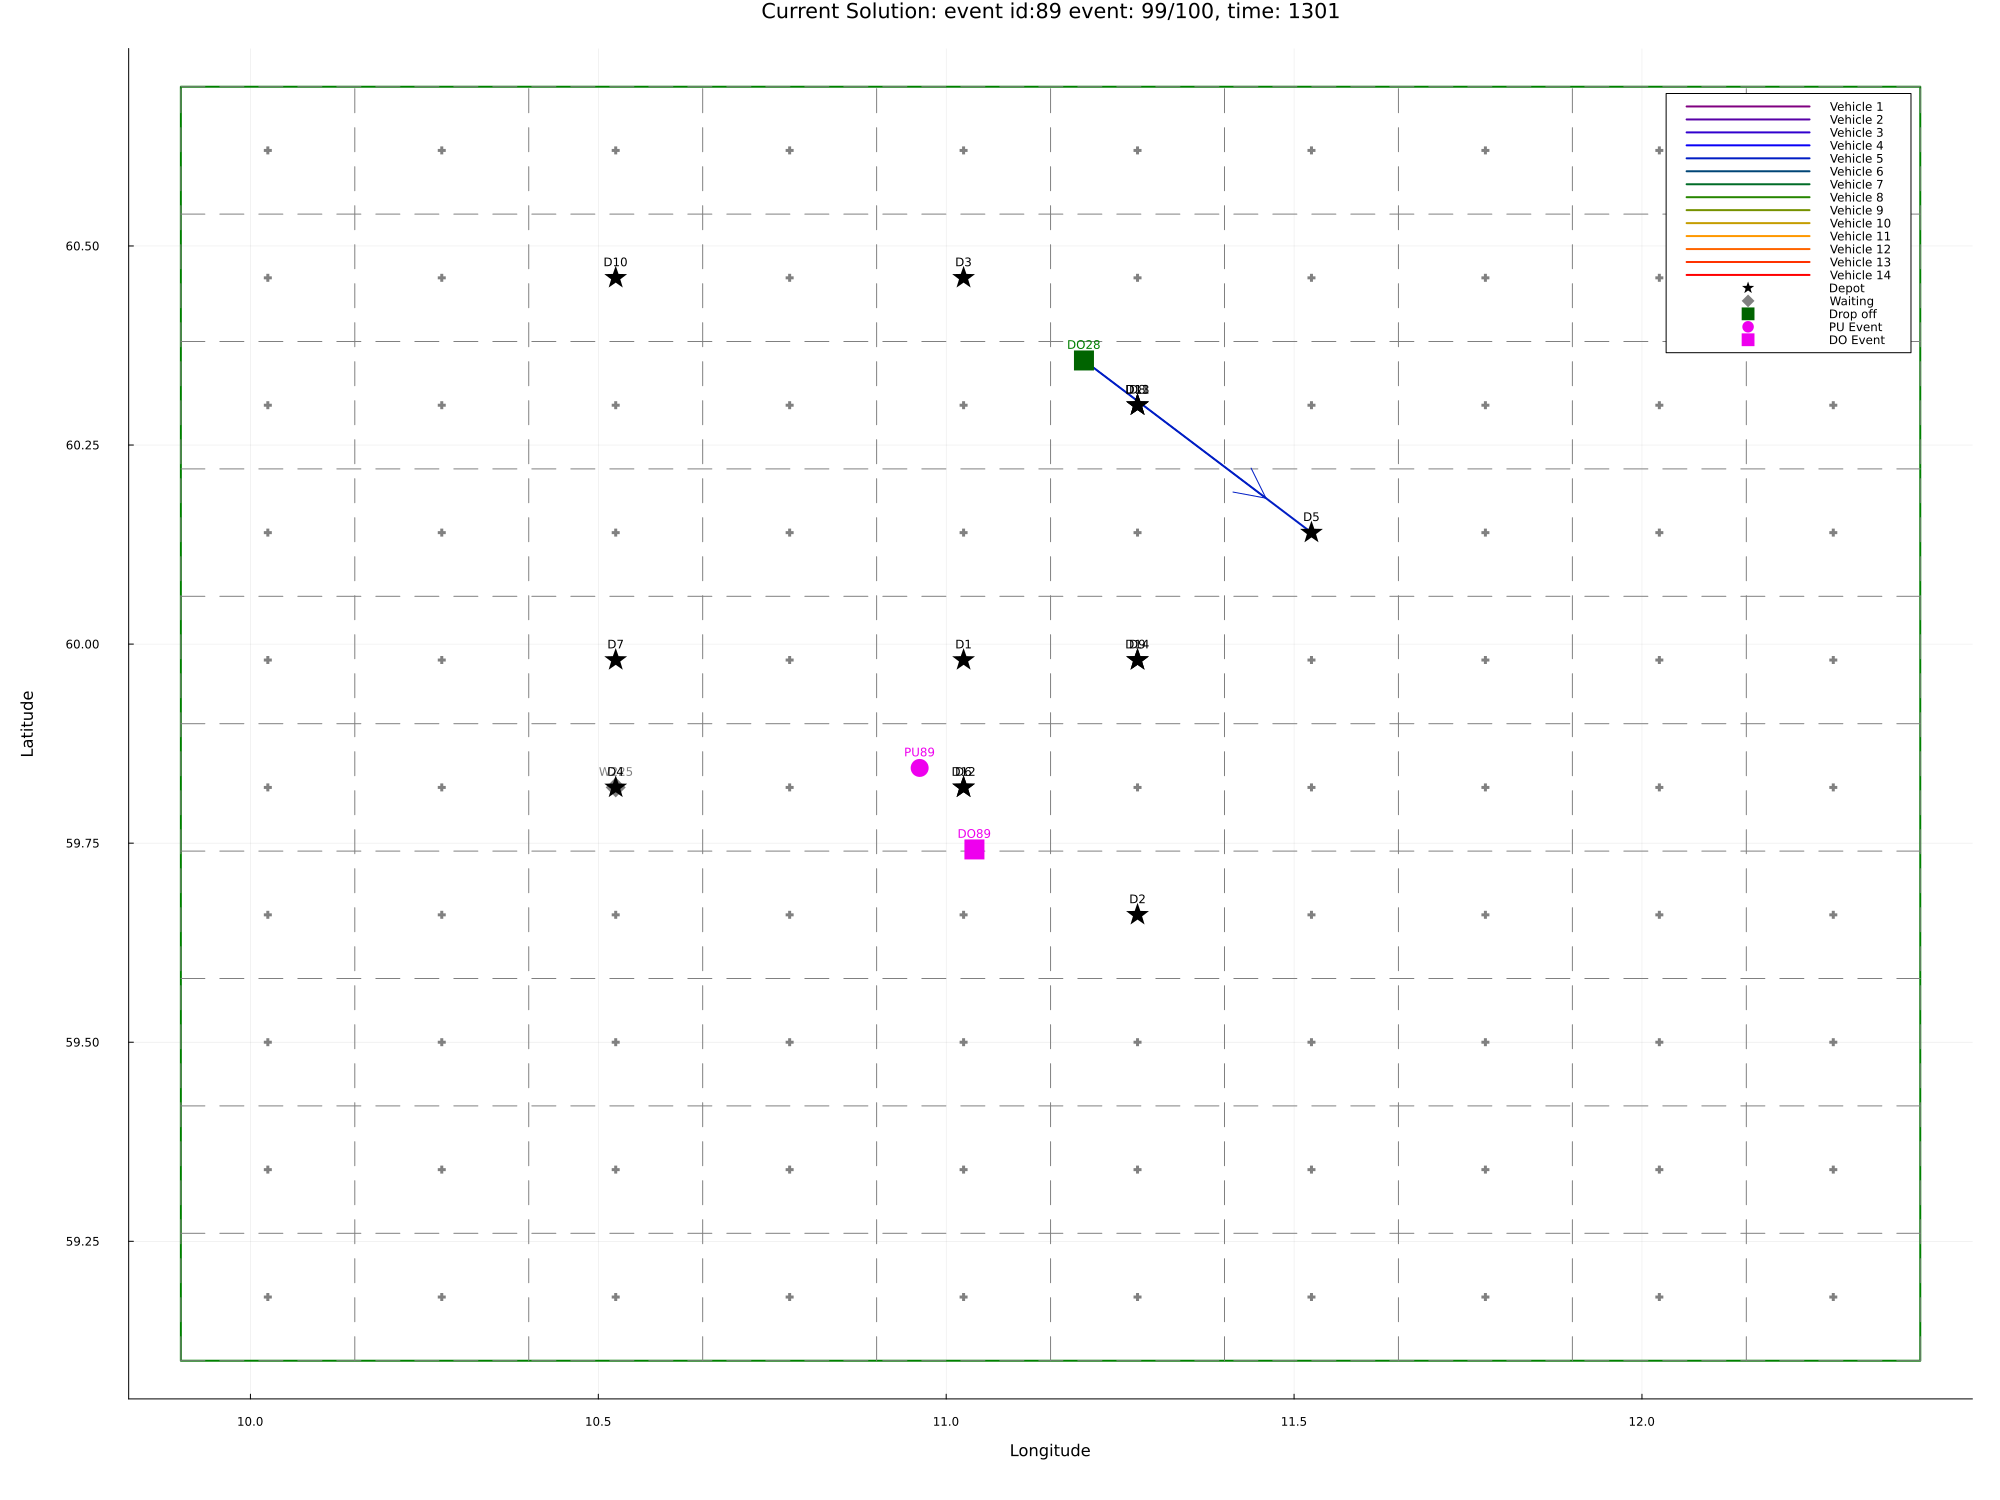 Current Solution: event id:89 event: 99/100, time: 1301
Vehicle 1
Vehicle 2
Vehicle 3
Vehicle 4
Vehicle 5
Vehicle 6
Vehicle 7
Vehicle 8
Vehicle 9
Vehicle 10
Vehicle 11
Vehicle 12
Vehicle 13
Vehicle 14
Depot
Waiting
Drop off
PU Event
DO Event
60.50
60.25
60.00
59.75
59.50
59.25
Latitude
D10
D3
DO28
D5
D7
D1
PU89
D4
DO89
D2
10.0
10.5
11.0
11.5
12.0
Longitude